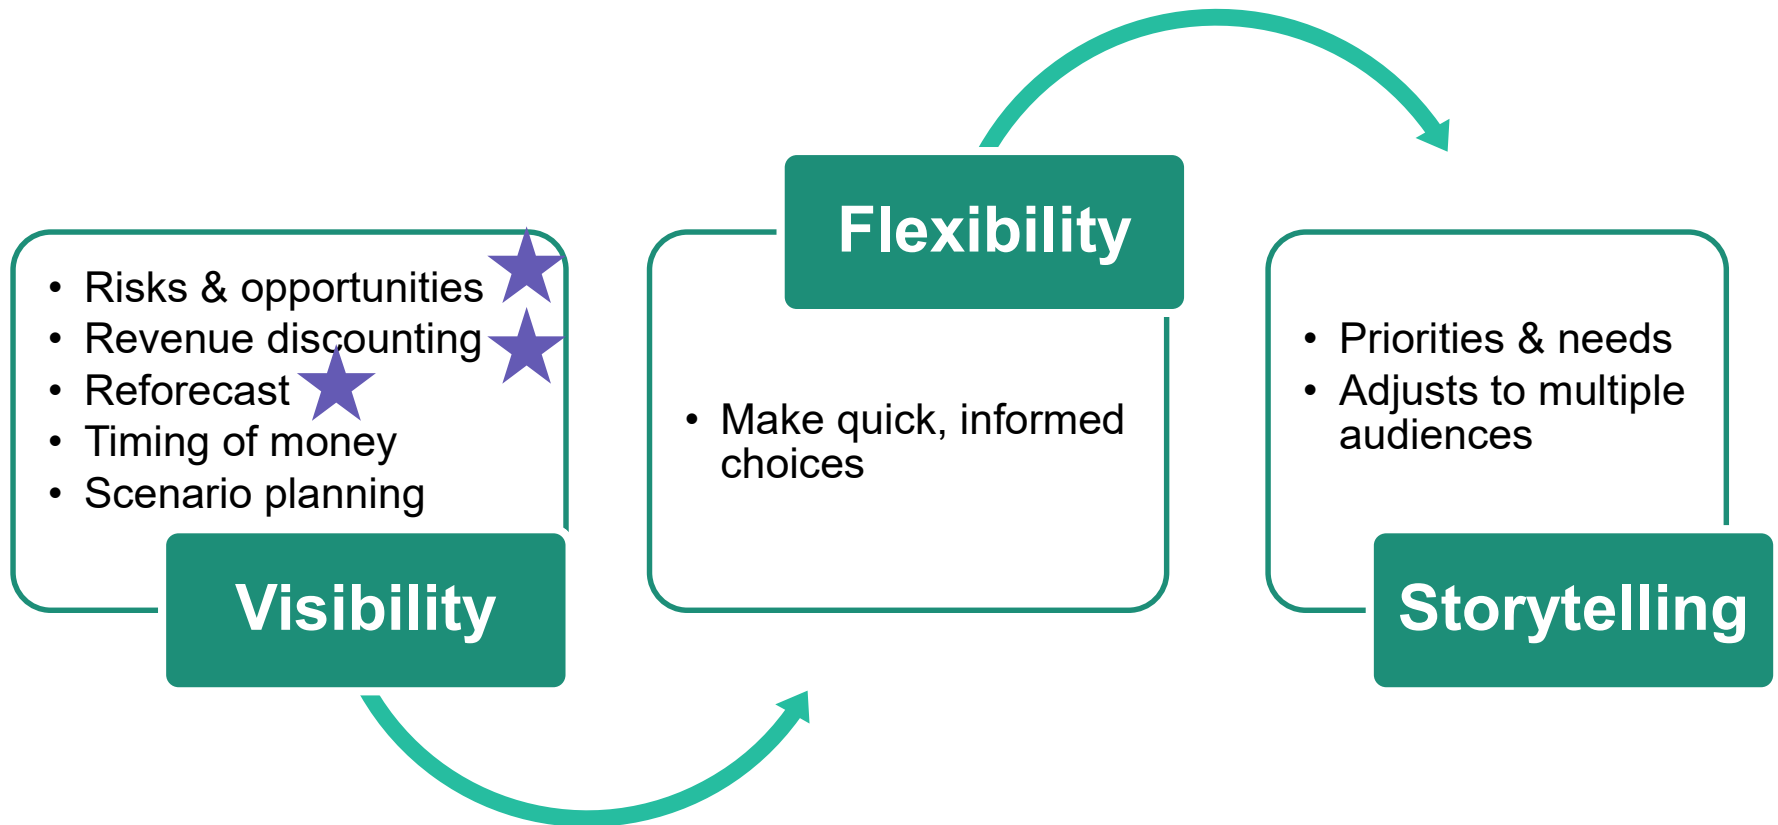 • Risks & opportunities
• Revenue discounting
• Reforecast
• Timing of money
• Scenario planning
Visibility
Flexibility
• Make quick, informed
choices
• Priorities & needs
• Adjusts to multiple
audiences
Storytelling